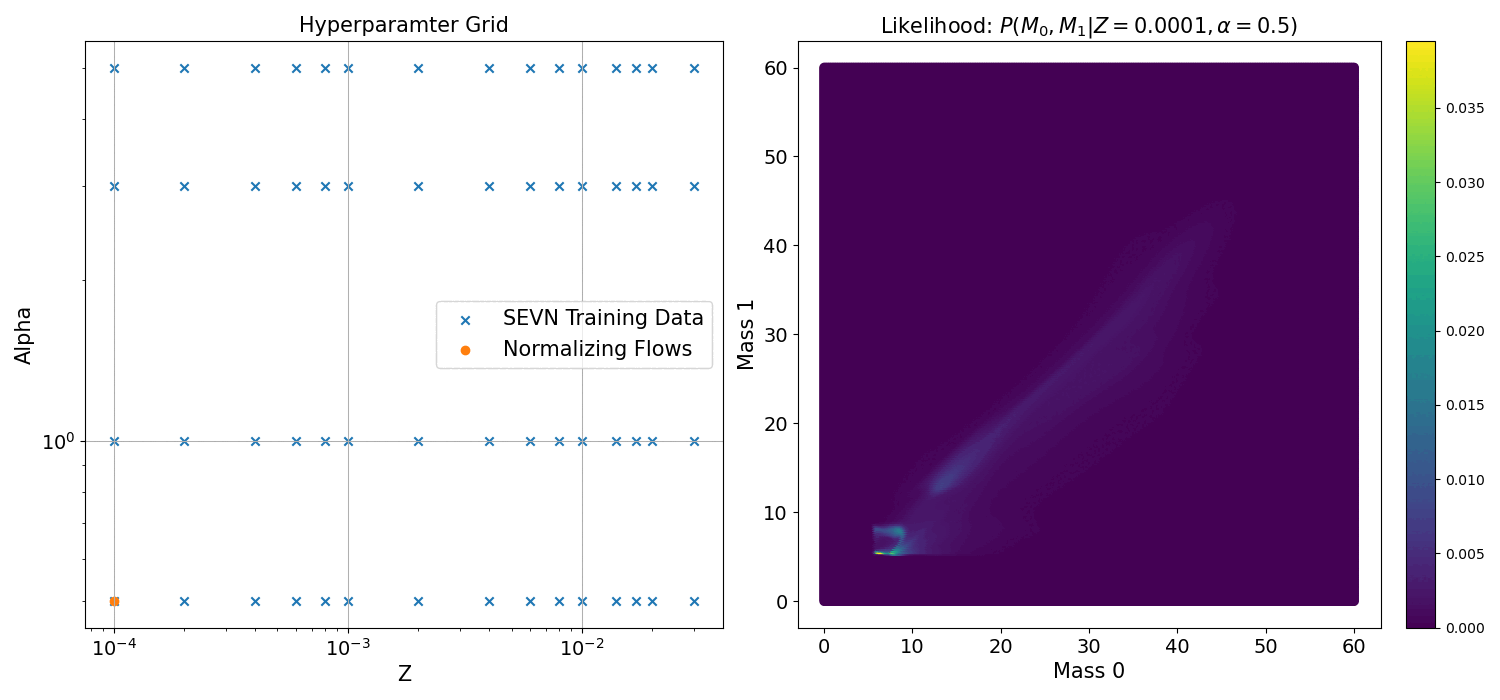 Hyperparamter Grid
Alpha
10⁰
SEVN Training Data
Normalizing Flows
10⁻⁴ 10⁻³ 10⁻²
Z
Likelihood: P(M₀, M₁|Z = 0.0001, α = 0.5)
Mass 1
60
50
40
30
20
10
0
0 10 20 30 40 50 60
Mass 0
0.035
0.030
0.025
0.020
0.015
0.010
0.005
0.000